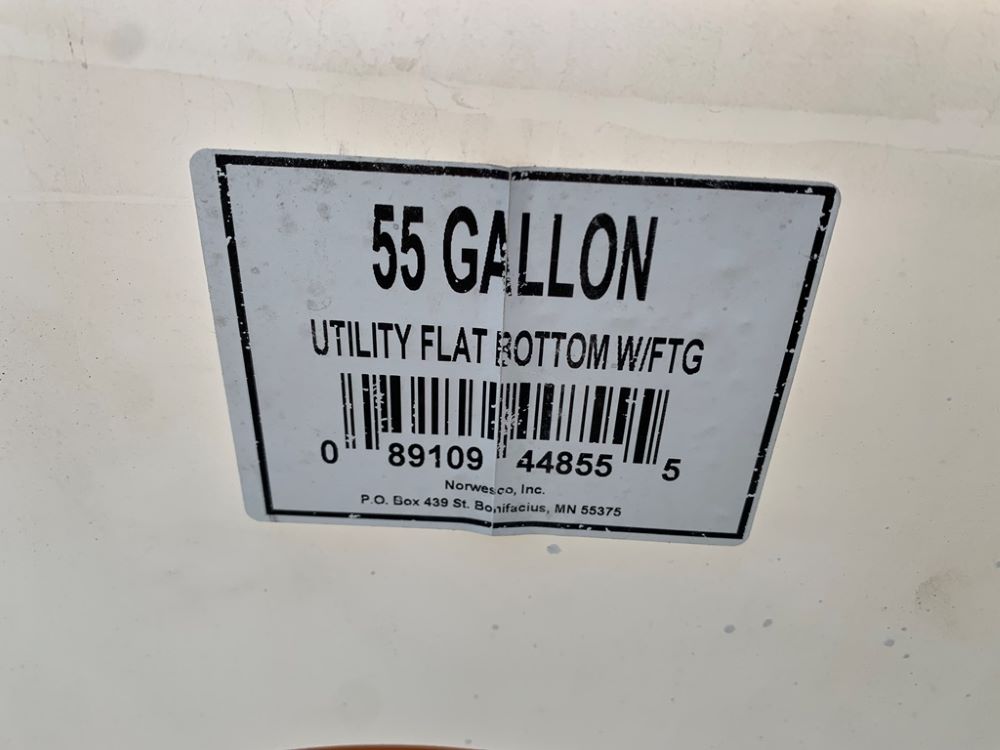 55 GALLON
UTILITY FLAT BOTTOM W/FTG
0 89109 44855 5
Norwesco, Inc.
P.O. Box 439 St. Bonifacius, MN 55375